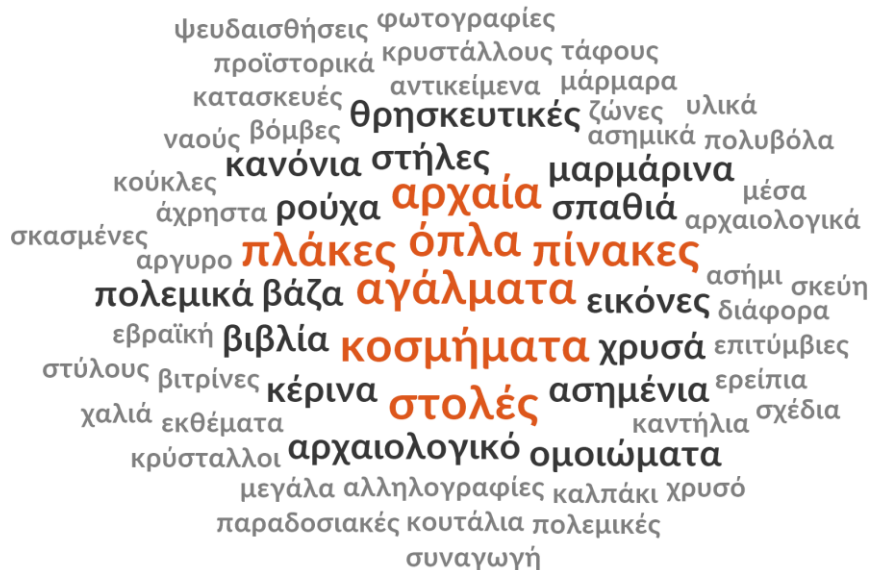 ψευδαισθήσεις φωτογραφίες
προϊστορικά κρυστάλλους τάφους
κατασκευές αντικείμενα μάρμαρα
ναούς βόμβες θρησκευτικές ζώνες υλικά
ασημικά πολυβόλα
κανόνια στήλες μαρμάρινα
κούκλες άχρηστα ρούχα αρχαία σπαθιά μέσα
αρχαιολογικά
σκασμένες αργυρο πλάκες όπλα πίνακες
πολεμικά βάζα αγάλματα εικόνες ασήμι σκεύη
διάφορα
εβραϊκή βιβλία κοσμήματα χρυσά επιτύμβιες
στύλους βιτρίνες κέρινα στολές ασημένια ερείπια
χαλιά εκθέματα καντήλια σχέδια
κρύσταλλοι αρχαιολογικό ομοιώματα
μεγάλα αλληλογραφίες καλπάκι χρυσό
παραδοσιακές κουτάλια πολεμικές
συναγωγή